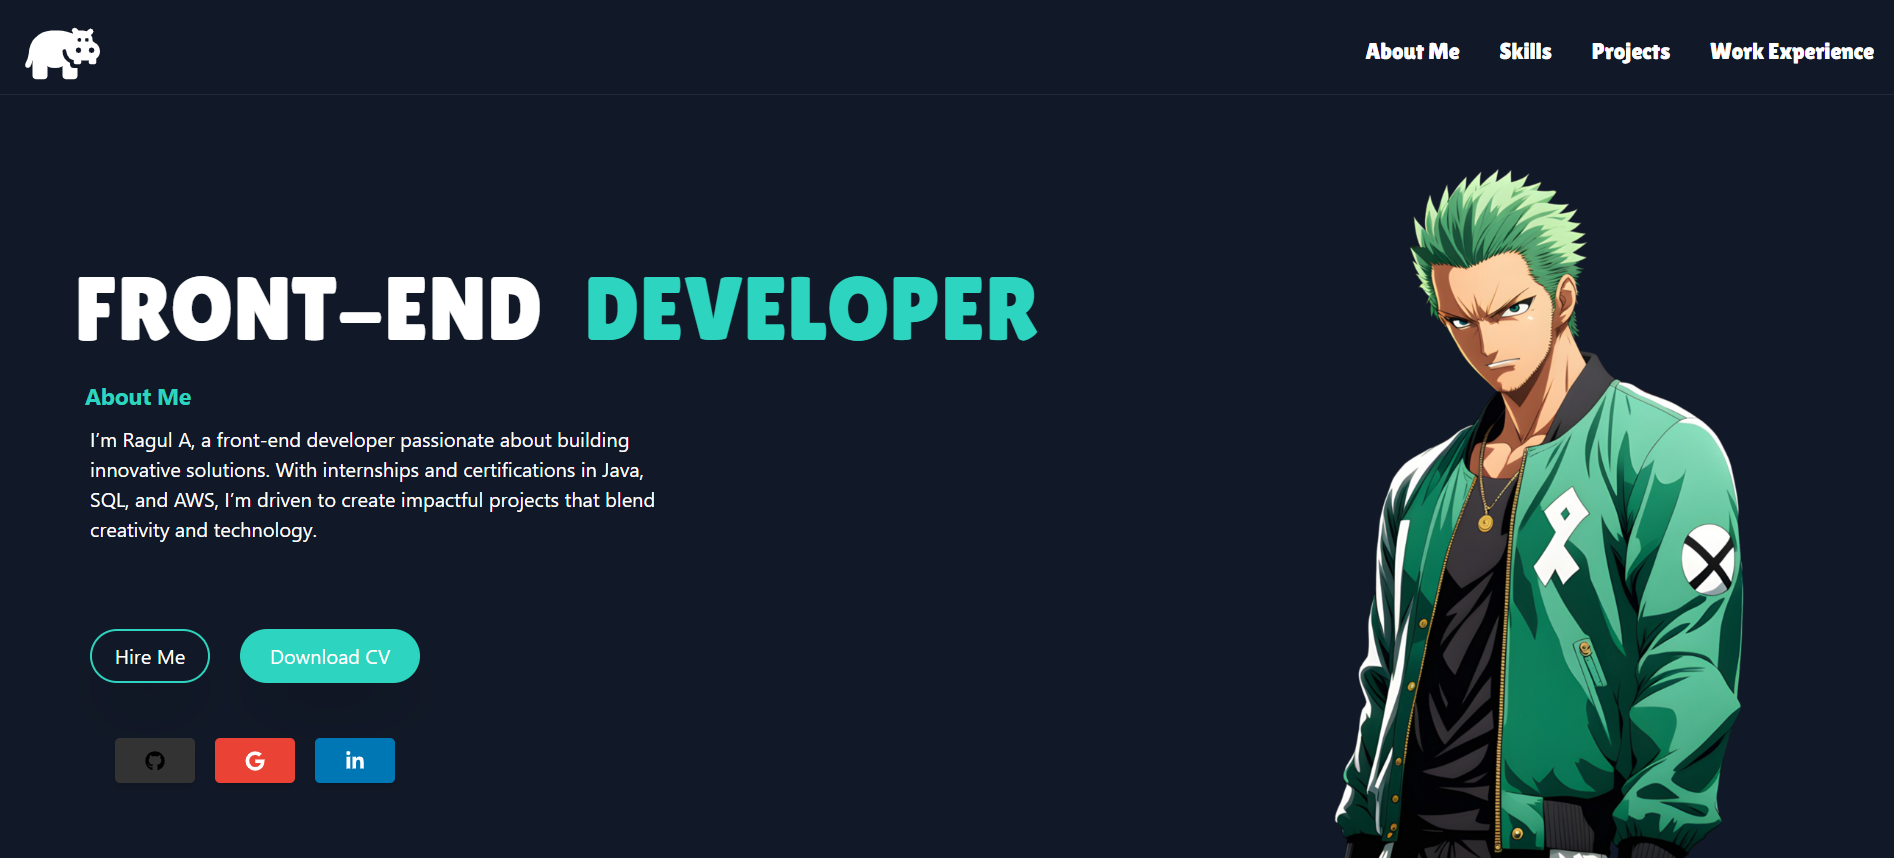 About Me Skills Projects Work Experience
FRONT-END DEVELOPER
About Me
I’m Ragul A, a front-end developer passionate about building
innovative solutions. With internships and certifications in Java,
SQL, and AWS, I’m driven to create impactful projects that blend
creativity and technology.
Hire Me Download CV
G in